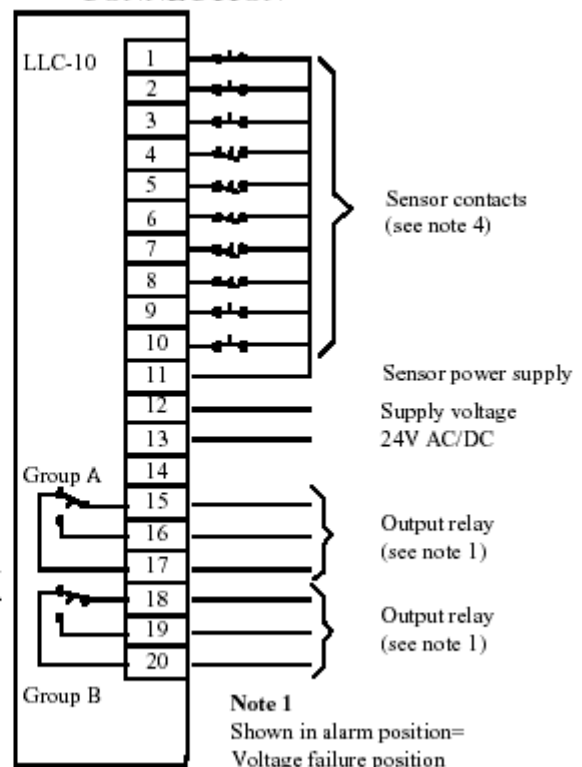 LLC-10
1
2
3
4
5
6
7
8
9
10
11
12
13
14
15
16
17
18
19
20
Sensor contacts
(see note 4)
Sensor power supply
Supply voltage
24V AC/DC
Group A
Output relay
(see note 1)
Output relay
(see note 1)
Group B
Note 1
Shown in alarm position=
Voltage failure position